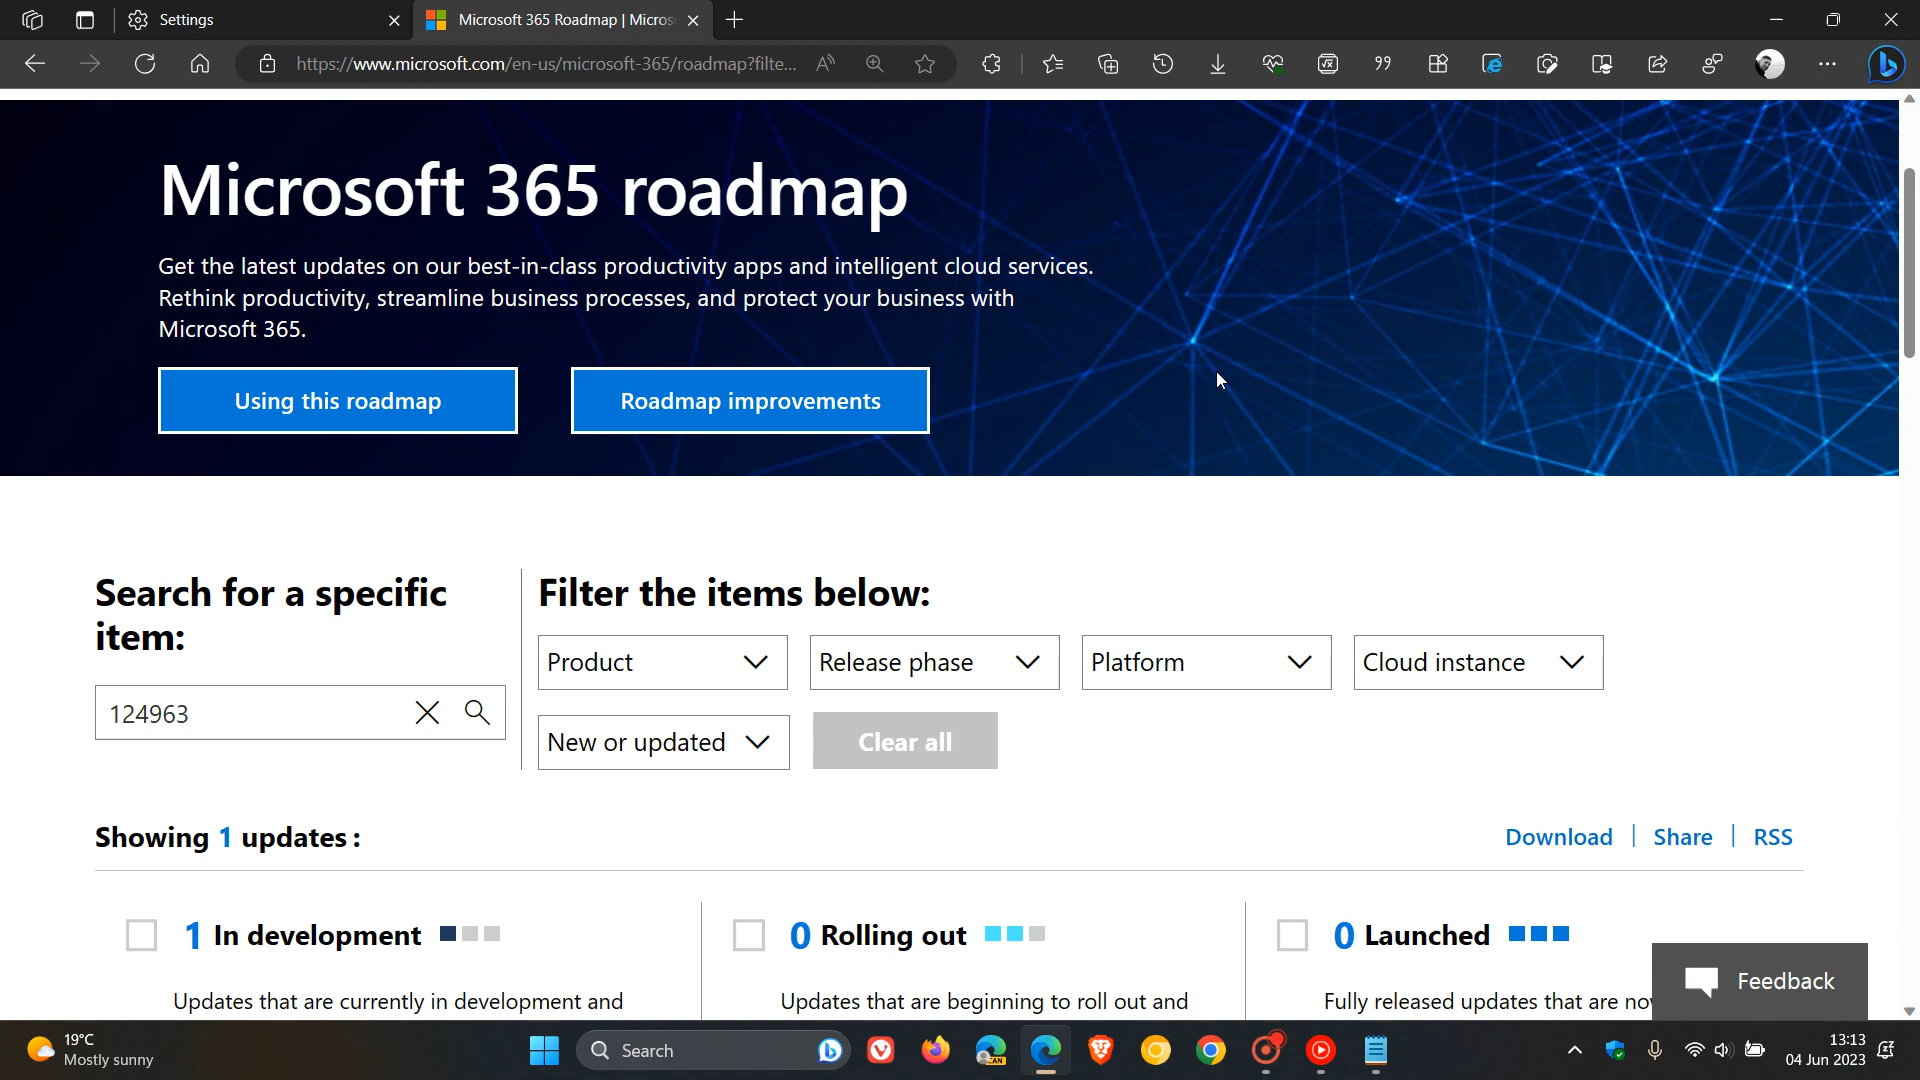 Settings
Microsoft 365 Roadmap | Micros
https://www.microsoft.com/en-us/microsoft-365/roadmap?filte...
Microsoft 365 roadmap
Get the latest updates on our best-in-class productivity apps and intelligent cloud services.
Rethink productivity, streamline business processes, and protect your business with
Microsoft 365.
Using this roadmap
Roadmap improvements
Search for a specific
item:
124963
Filter the items below:
Product
Release phase
Platform
Cloud instance
New or updated
Clear all
Showing 1 updates :
Download
Share
RSS
1 In development
0 Rolling out
0 Launched
Updates that are currently in development and
Updates that are beginning to roll out and
Fully released updates that are no
Feedback
19°C
Mostly sunny
Search
CAN
13:13
04 Jun 2023